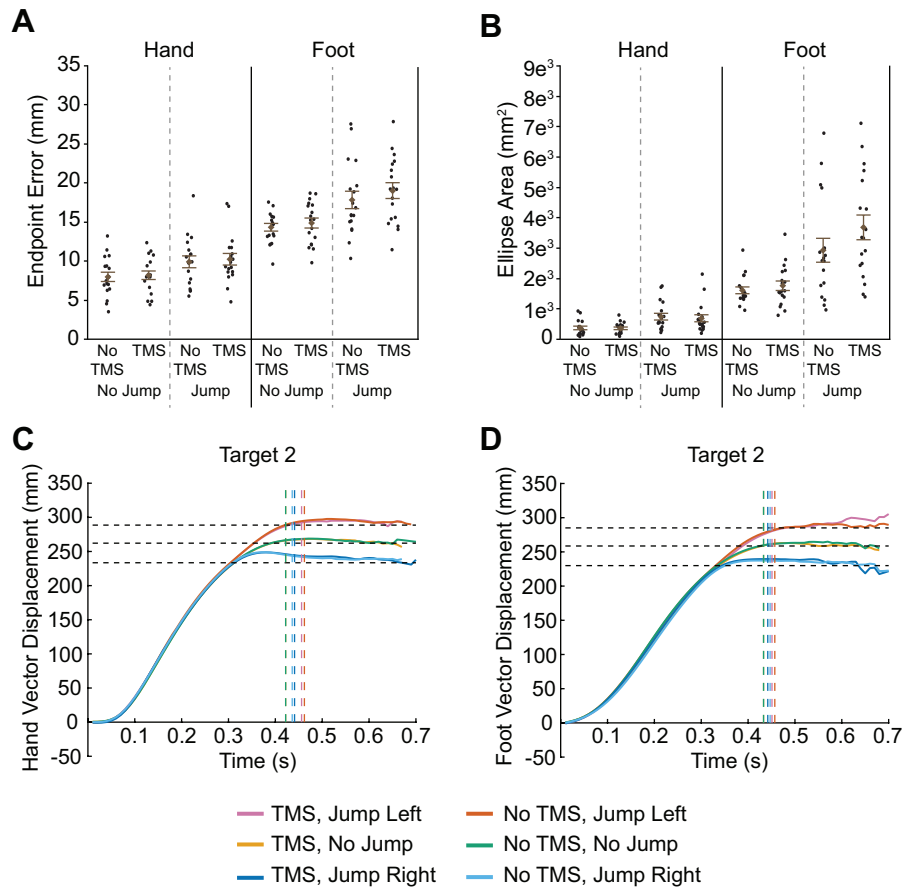 A
Hand Foot
35
30
25
20
15
10
5
0
Endpoint Error (mm)
No TMS No TMS No TMS No TMS
TMS TMS TMS TMS
No Jump Jump No Jump Jump
B
Hand Foot
9e³
8e³
7e³
6e³
5e³
4e³
3e³
2e³
1e³
0
Ellipse Area (mm²)
No TMS No TMS No TMS No TMS
TMS TMS TMS TMS
No Jump Jump No Jump Jump
C
Target 2
350
300
250
200
150
100
50
0
-50
Hand Vector Displacement (mm)
0.1 0.2 0.3 0.4 0.5 0.6 0.7
Time (s)
D
Target 2
350
300
250
200
150
100
50
0
-50
Foot Vector Displacement (mm)
0.1 0.2 0.3 0.4 0.5 0.6 0.7
Time (s)
TMS, Jump Left No TMS, Jump Left
TMS, No Jump No TMS, No Jump
TMS, Jump Right No TMS, Jump Right